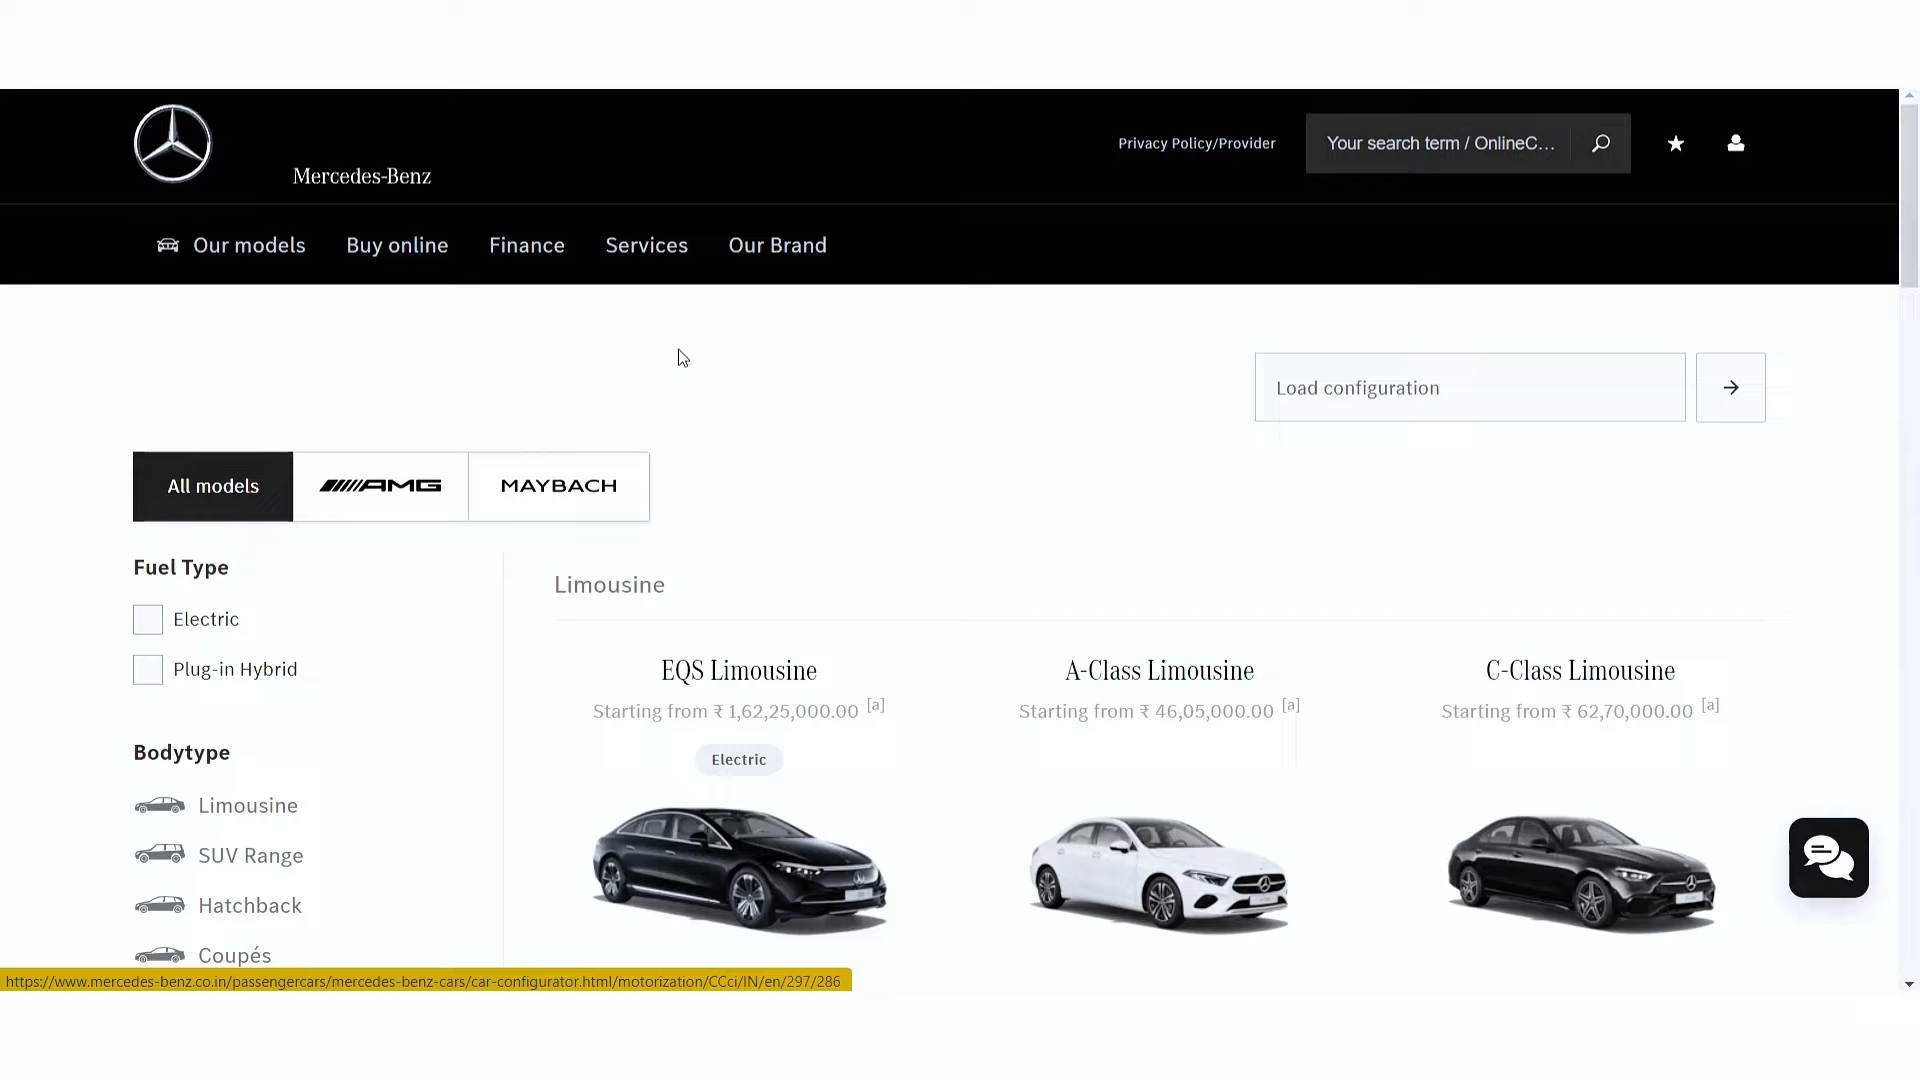 Mercedes-Benz
Privacy Policy/Provider
Your search term / OnlineC...
Our models
Buy online
Finance
Services
Our Brand
Load configuration
All models
AMG
MAYBACH
Fuel Type
Electric
Plug-in Hybrid
Bodytype
Limousine
SUV Range
Hatchback
Coupés
Limousine
EQS Limousine
Starting from ₹ 1,62,25,000.00 [a]
Electric
A-Class Limousine
Starting from ₹ 46,05,000.00 [a]
C-Class Limousine
Starting from ₹ 62,70,000.00 [a]
https://www.mercedes-benz.co.in/passengercars/mercedes-benz-cars/car-configurator.html/motorization/CCci/IN/en/297/286